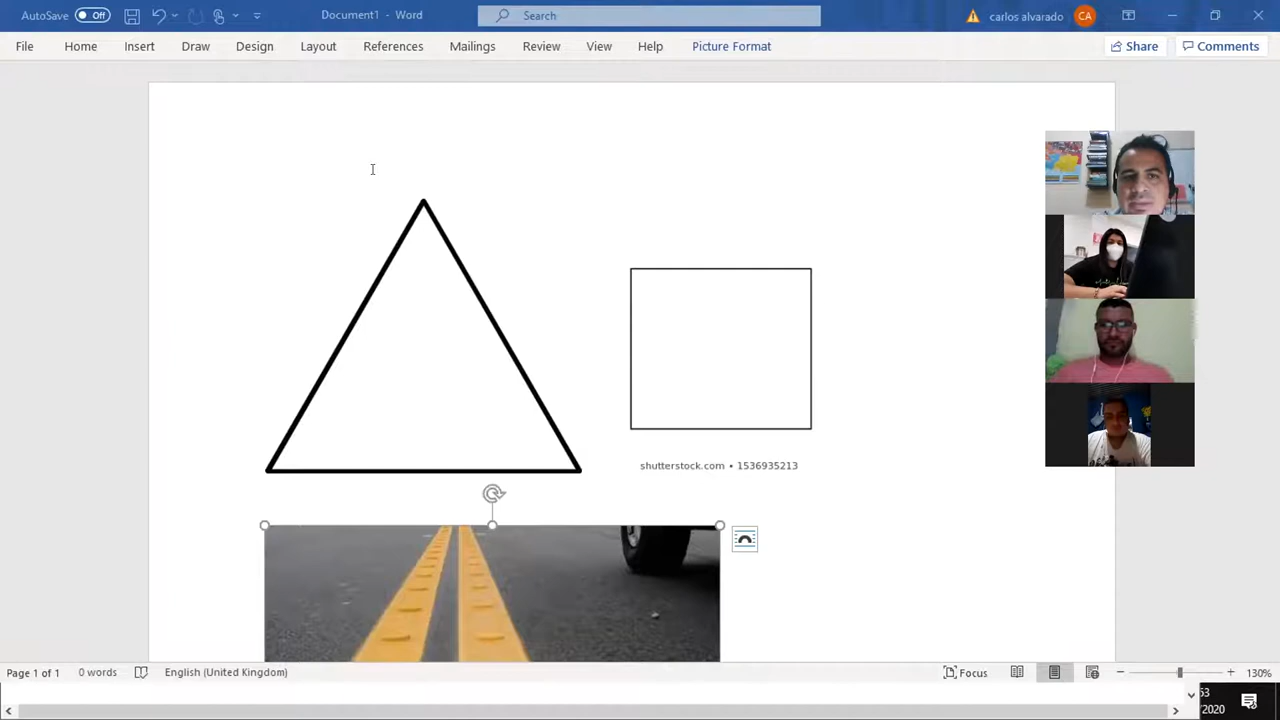 AutoSave Off Document1 - Word Search carlos alvarado CA
File Home Insert Draw Design Layout References Mailings Review View Help Picture Format Share Comments
shutterstock.com • 1536935213
Page 1 of 1 0 words English (United Kingdom) Focus 130%
53
/2020